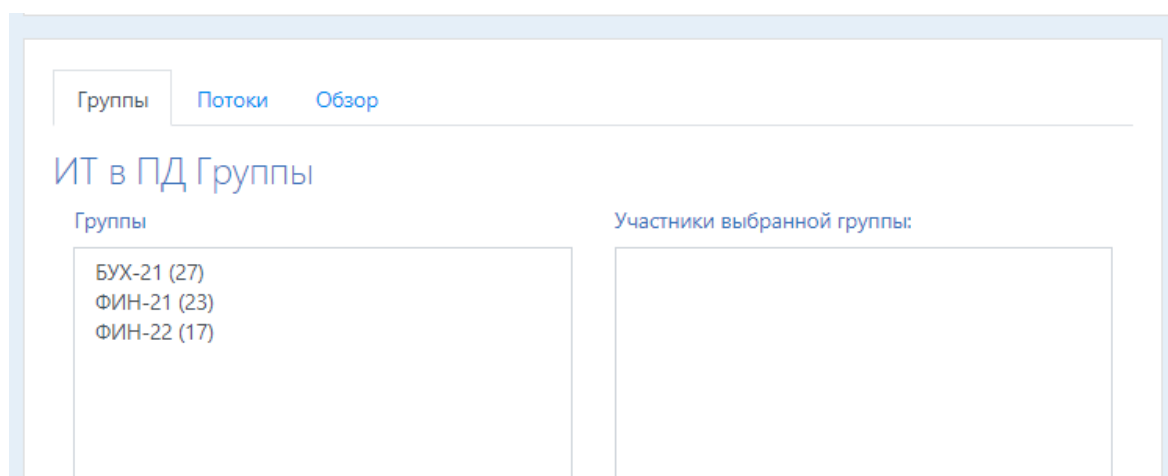 Группы Потоки Обзор
ИТ в ПД Группы
Группы Участники выбранной группы:
БУХ-21 (27)
ФИН-21 (23)
ФИН-22 (17)